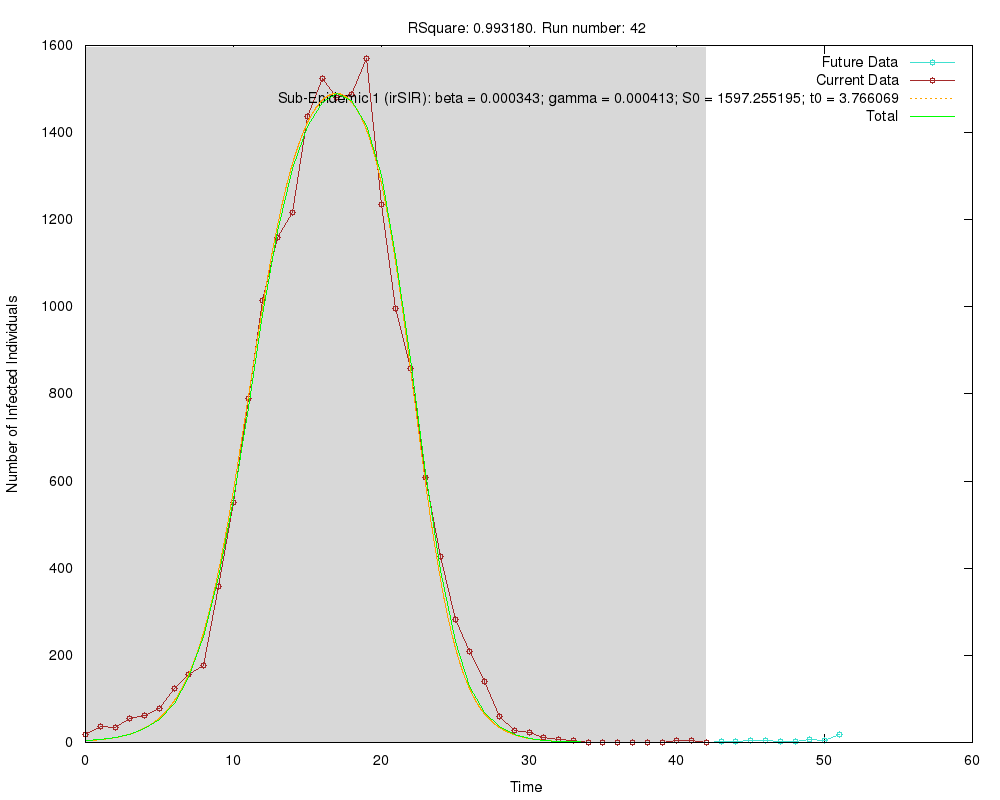 RSquare: 0.993180. Run number: 42
1600
1400
1200
1000
800
600
400
200
0
Number of Infected Individuals
Future Data
Current Data
Sub-Epidemic 1 (irSIR): beta = 0.000343; gamma = 0.000413; S0 = 1597.255195; t0 = 3.766069
Total
0 10 20 30 40 50 60
Time